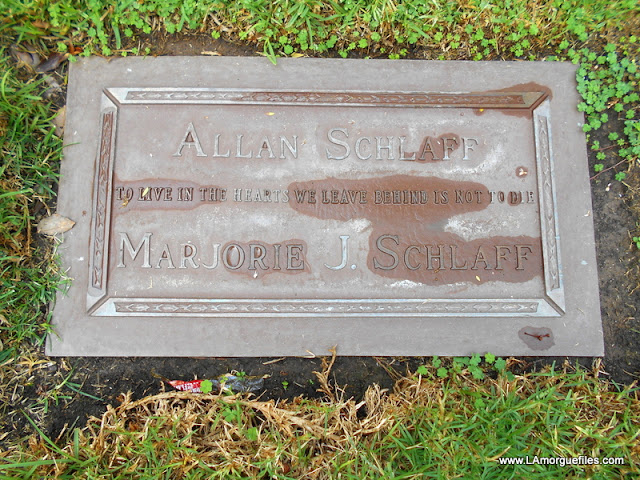 ALLAN SCHLAFF
TO LIVE IN THE HEARTS WE LEAVE BEHIND IS NOT TO DIE
MARJORIE J. SCHLAFF
www.LAmorguefiles.com